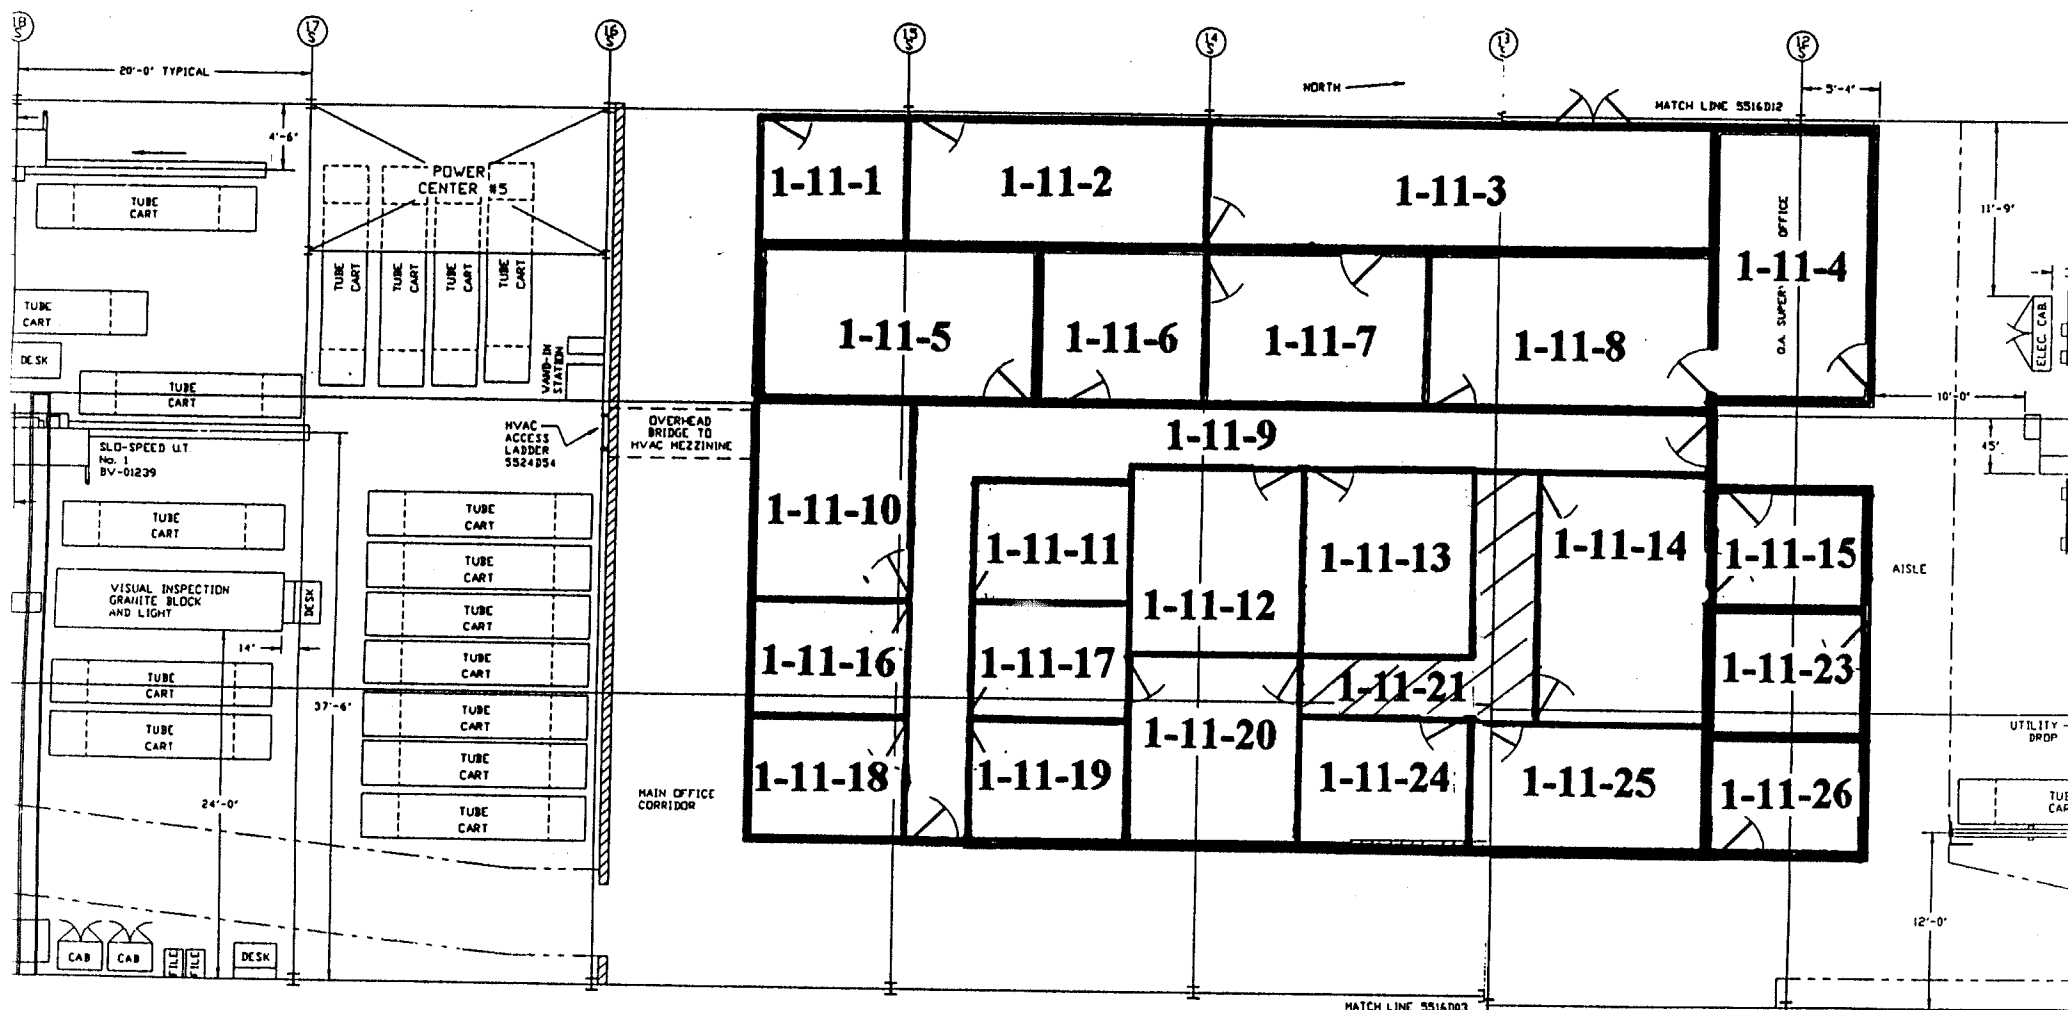 18
S
17
S
16
S
15
S
14
S
13
12
S
20'-0" TYPICAL
NORTH
MATCH LINE 5516D12
5'-4"
4'-6"
POWER
CENTER #5
TUBE
CART
TUBE
CART
TUBE
CART
TUBE
CART
TUBE
CART
TUBE
CART
DESK
TUBE
CART
VAND-IN
STATION
HVAC
ACCESS
LADDER
5524D54
OVERHEAD
BRIDGE TO
HVAC MEZZININE
SLO-SPEED U.T.
No. 1
BV-01239
TUBE
CART
VISUAL INSPECTION
GRANITE BLOCK
AND LIGHT
DESK
14"
TUBE
CART
TUBE
CART
37'-6"
24'-0"
TUBE
CART
TUBE
CART
TUBE
CART
TUBE
CART
TUBE
CART
TUBE
CART
TUBE
CART
CAB
CAB
FILE
FILE
DESK
MAIN OFFICE
CORRIDOR
1-11-1
1-11-2
1-11-3
1-11-4
OFFICE
1-11-5
1-11-6
1-11-7
1-11-8
1-11-9
1-11-10
1-11-11
1-11-12
1-11-13
1-11-14
1-11-15
1-11-16
1-11-17
1-11-18
1-11-19
1-11-20
1-11-21
1-11-23
1-11-24
1-11-25
1-11-26
11'-9"
ELEC. CAB.
10'-0"
45"
AISLE
UTILITY
DROP
12'-0"
MATCH LINE 5516D03